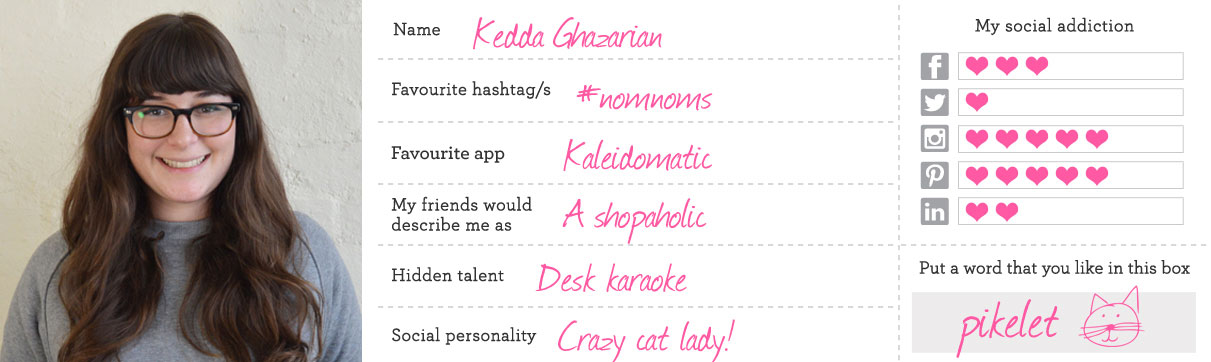 Name Kedda Ghazarian
Favourite hashtag/s #nomnoms
Favourite app Kaleidomatic
My friends would
describe me as A shopaholic
Hidden talent Desk karaoke
Social personality Crazy cat lady!
My social addiction
f
in
Put a word that you like in this box
pikelet